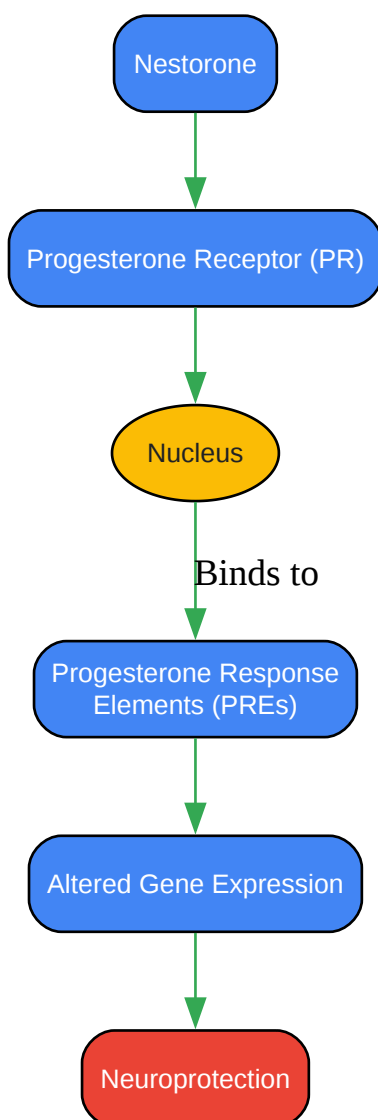 Nestorone
Progesterone Receptor (PR)
Nucleus
Binds to
Progesterone Response
Elements (PREs)
Altered Gene Expression
Neuroprotection